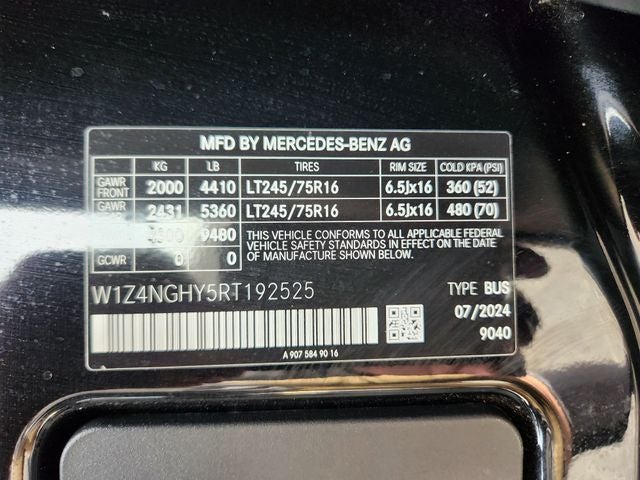 MFD BY MERCEDES-BENZ AG
KG LB TIRES RIM SIZE COLD KPA (PSI)
GAWR FRONT 2000 4410 LT245/75R16 6.5Jx16 360 (52)
GAWR 2431 5360 LT245/75R16 6.5Jx16 480 (70)
9480 THIS VEHICLE CONFORMS TO ALL APPLICABLE FEDERAL
VEHICLE SAFETY STANDARDS IN EFFECT ON THE DATE
GCWR 0 0 OF MANUFACTURE SHOWN BELOW.
W1Z4NGHY5RT192525 TYPE BUS
07/2024
9040
A 907 584 90 16